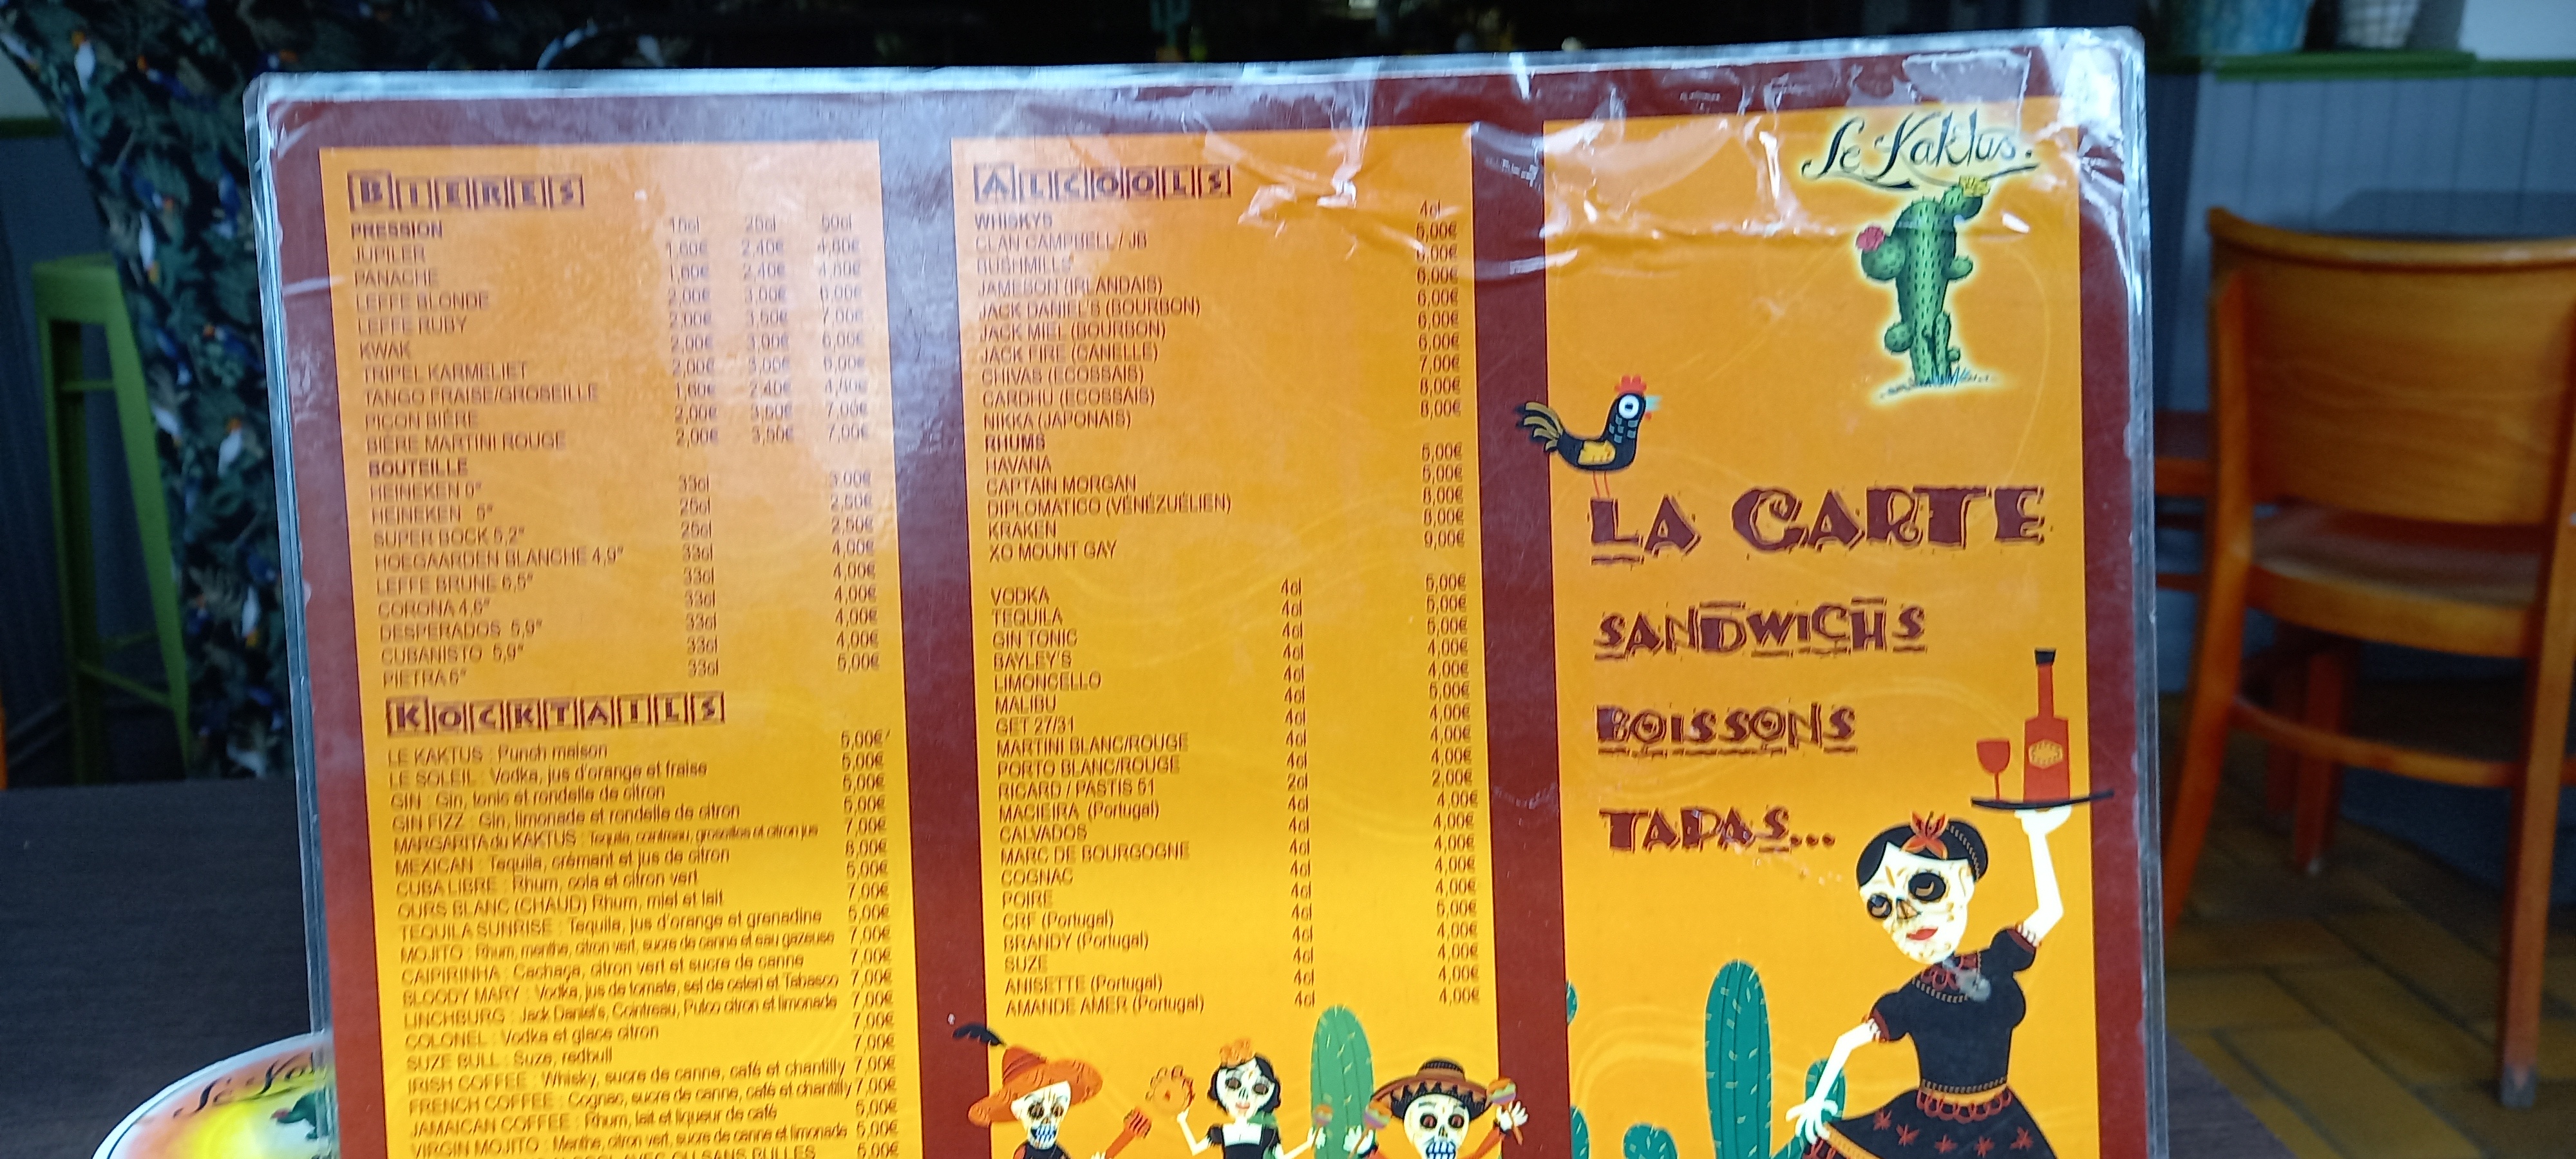 BIERES
PRESSION 15cl 25cl 50cl
JUPILER 1,60€ 2,40€ 4,80€
PANACHE 1,60€ 2,40€ 4,80€
LEFFE BLONDE 2,00€ 3,00€ 6,00€
LEFFE RUBY 2,00€ 3,50€ 7,00€
KWAK 2,00€ 3,00€ 6,00€
TRIPEL KARMELIET 2,00€ 3,00€ 6,00€
TANGO FRAISE/GROSEILLE 1,60€ 2,40€
PICON BIÈRE 2,00€ 3,50€ 7,00€
BIÈRE MARTINI ROUGE 2,00€ 3,50€ 7,00€
BOUTEILLE
HEINEKEN 0° 33cl 3,00€
HEINEKEN 5° 25cl 2,50€
SUPER BOCK 5,2° 25cl 2,50€
HOEGAARDEN BLANCHE 4,9° 33cl 4,00€
LEFFE BRUNE 6,5° 33cl 4,00€
CORONA 4,6° 33cl 4,00€
DESPERADOS 5,9° 33cl 4,00€
CUBANISTO 5,9° 33cl 4,00€
PIETRA 6° 33cl 5,00€
KOCKTAILS
LE KAKTUS : Punch maison 5,00€
LE SOLEIL : Vodka, jus d'orange et fraise 5,00€
GIN : Gin, tonic et rondelle de citron 5,00€
GIN FIZZ : Gin, limonade et rondelle de citron 5,00€
MARGARITA du KAKTUS : Tequila, cointreau, groseilles et citron jus 7,00€
MEXICAN : Tequila, crémant et jus de citron 8,00€
CUBA LIBRE : Rhum, cola et citron vert 5,00€
OURS BLANC (CHAUD) Rhum, miel et lait 7,00€
TEQUILA SUNRISE : Tequila, jus d'orange et grenadine 5,00€
MOJITO : Rhum, menthe, citron vert, sucre de canne et eau gazeuse 7,00€
CAIPIRINHA : Cachaça, citron vert et sucre de canne 7,00€
BLOODY MARY : Vodka, jus de tomate, sel de celeri et Tabasco 7,00€
LINCHBURG : Jack Daniel's, Cointreau, Pulco citron et limonade 7,00€
COLONEL : Vodka et glace citron 7,00€
SUZE BULL : Suze, redbull 7,00€
IRISH COFFEE : Whisky, sucre de canne, café et chantilly 7,00€
FRENCH COFFEE : Cognac, sucre de canne, café et chantilly 7,00€
JAMAICAN COFFEE : Rhum, lait et liqueur de café 5,00€
VIRGIN MOJITO : Menthe, citron vert, sucre de canne et limonade 5,00€
AVEC OU SANS BULLES 5,00€
ALCOOLS
WHISKYS 4cl
CLAN CAMPBELL / JB 5,00€
BUSHMILLS 6,00€
JAMESON (IRLANDAIS) 6,00€
JACK DANIEL'S (BOURBON) 6,00€
JACK MIEL (BOURBON) 6,00€
JACK FIRE (CANELLE) 6,00€
CHIVAS (ECOSSAIS) 7,00€
CARDHU (ECOSSAIS) 8,00€
NIKKA (JAPONAIS) 8,00€
RHUMS
HAVANA 5,00€
CAPTAIN MORGAN 5,00€
DIPLOMATICO (VÉNÉZUÉLIEN) 8,00€
KRAKEN 8,00€
XO MOUNT GAY 9,00€
VODKA 4cl 5,00€
TEQUILA 4cl 5,00€
GIN TONIC 4cl 5,00€
BAYLEY'S 4cl 4,00€
LIMONCELLO 4cl 4,00€
MALIBU 4cl 5,00€
GET 27/31 4cl 4,00€
MARTINI BLANC/ROUGE 4cl 4,00€
PORTO BLANC/ROUGE 4cl 4,00€
RICARD / PASTIS 51 2cl 2,00€
MACIEIRA (Portugal) 4cl 4,00€
CALVADOS 4cl 4,00€
MARC DE BOURGOGNE 4cl 4,00€
COGNAC 4cl 4,00€
POIRE 4cl 4,00€
CRF (Portugal) 4cl 5,00€
BRANDY (Portugal) 4cl 4,00€
SUZE 4cl 4,00€
ANISETTE (Portugal) 4cl 4,00€
AMANDE AMER (Portugal) 4cl 4,00€
Le Kaktus.
LA CARTE
SANDWICHS
BOISSONS
TAPAS...